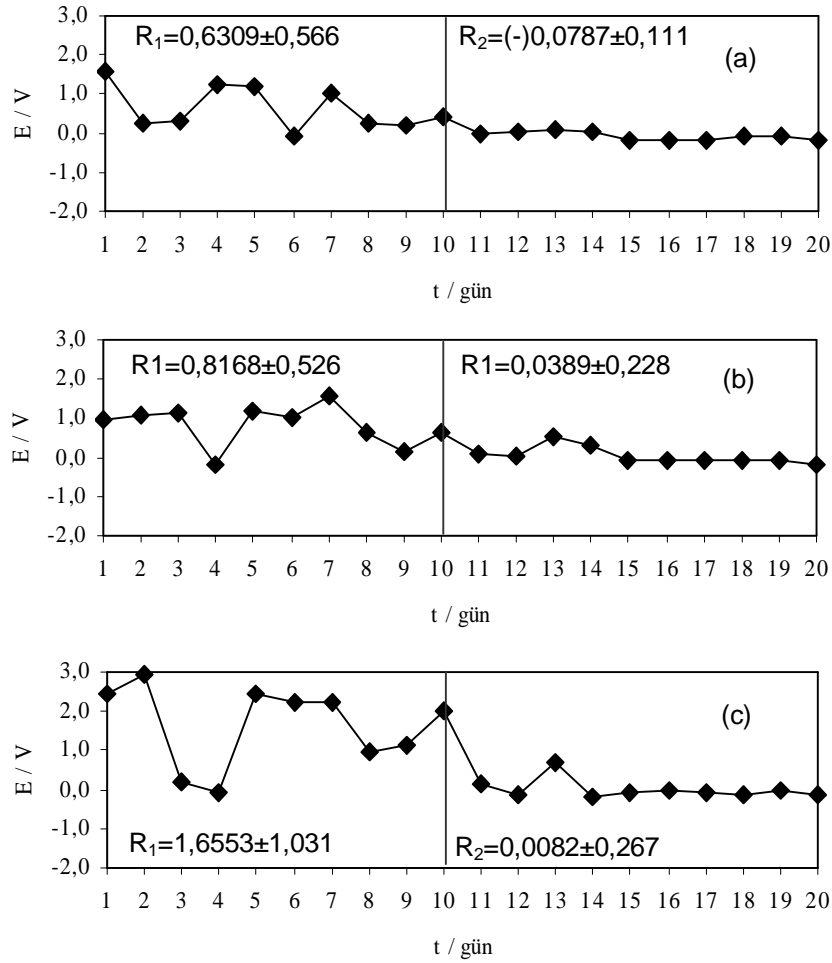 3,0
R₁=0,6309±0,566 R₂=(-)0,0787±0,111
(a)
2,0
1,0
0,0
-1,0
-2,0
E / V
1 2 3 4 5 6 7 8 9 10 11 12 13 14 15 16 17 18 19 20
t / gün
3,0
R1=0,8168±0,526 R1=0,0389±0,228
(b)
2,0
1,0
0,0
-1,0
-2,0
E / V
1 2 3 4 5 6 7 8 9 10 11 12 13 14 15 16 17 18 19 20
t / gün
3,0
2,0
(c)
1,0
0,0
-1,0
R₁=1,6553±1,031 R₂=0,0082±0,267
-2,0
E / V
1 2 3 4 5 6 7 8 9 10 11 12 13 14 15 16 17 18 19 20
t / gün